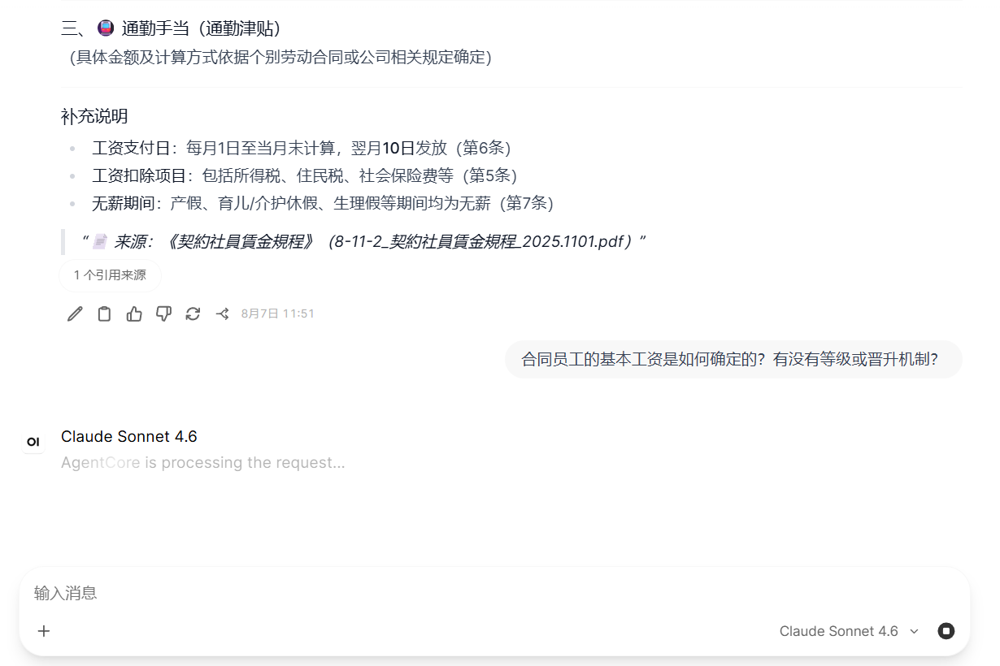 三、 通勤手当（通勤津贴）
（具体金额及计算方式依据个别劳动合同或公司相关规定确定）
补充说明
工资支付日：每月1日至当月末计算，翌月10日发放（第6条）
工资扣除项目：包括所得税、住民税、社会保险费等（第5条）
无薪期间：产假、育儿/介护休假、生理假等期间均为无薪（第7条）
“ 来源：《契約社員賃金規程》（8-11-2_契約社員賃金規程_2025.1101.pdf）”
1 个引用来源
8月7日 11:51
合同员工的基本工资是如何确定的？有没有等级或晋升机制？
OI
Claude Sonnet 4.6
AgentCore is processing the request...
输入消息
Claude Sonnet 4.6